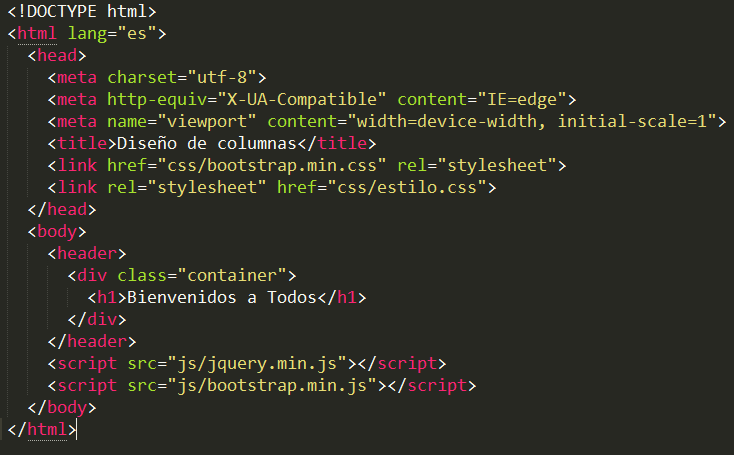 <!DOCTYPE html>
<html lang="es">
  <head>
    <meta charset="utf-8">
    <meta http-equiv="X-UA-Compatible" content="IE=edge">
    <meta name="viewport" content="width=device-width, initial-scale=1">
    <title>Diseño de columnas</title>
    <link href="css/bootstrap.min.css" rel="stylesheet">
    <link rel="stylesheet" href="css/estilo.css">
  </head>
  <body>
    <header>
      <div class="container">
        <h1>Bienvenidos a Todos</h1>
      </div>
    </header>
    <script src="js/jquery.min.js"></script>
    <script src="js/bootstrap.min.js"></script>
  </body>
</html>